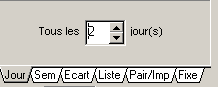 Tous les 2 jour(s)
Jour Sem Ecart Liste Pair/Imp Fixe